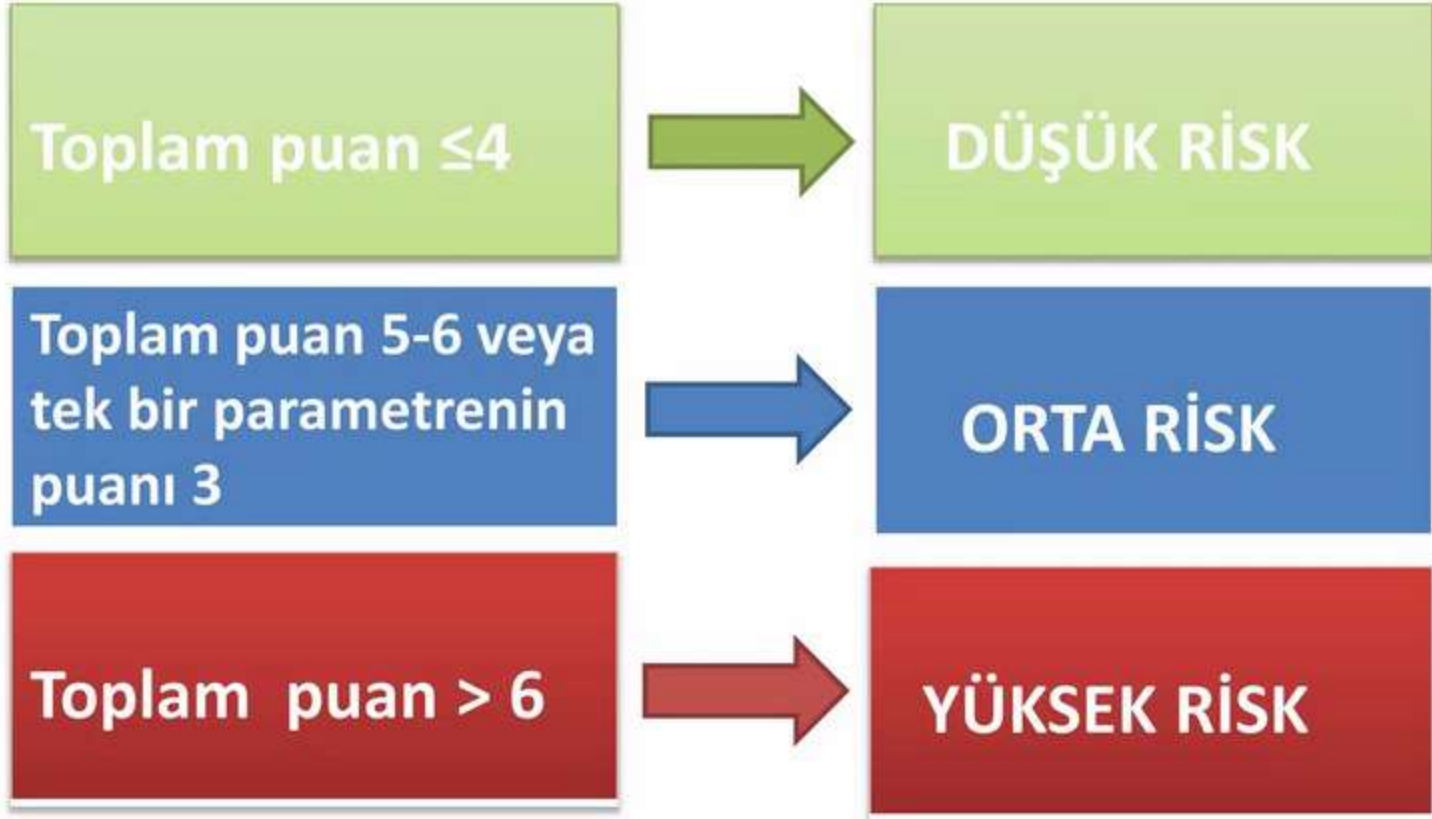 Toplam puan ≤4
DÜŞÜK RİSK
Toplam puan 5-6 veya
tek bir parametrenin
puanı 3
ORTA RİSK
Toplam puan > 6
YÜKSEK RİSK